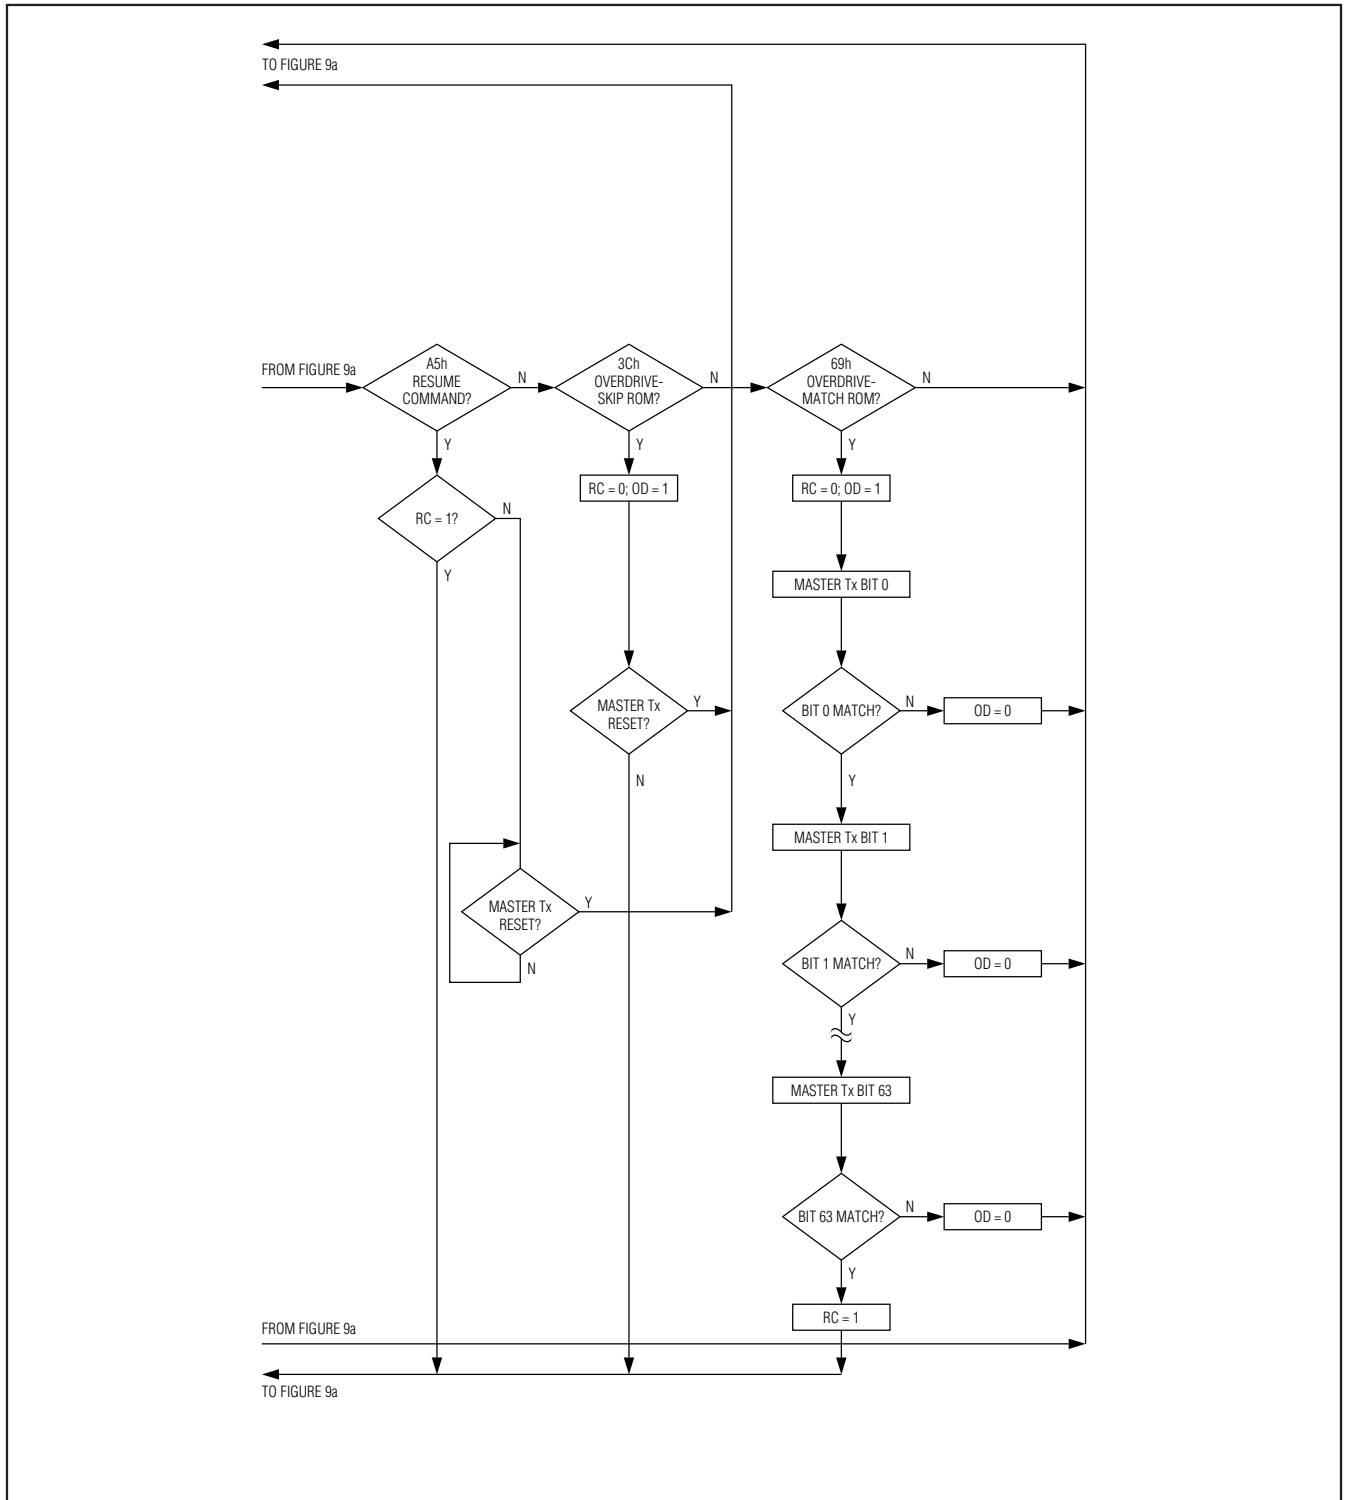 TO FIGURE 9a
FROM FIGURE 9a
A5h
RESUME
COMMAND?
N
3Ch
OVERDRIVE-
SKIP ROM?
N
69h
OVERDRIVE-
MATCH ROM?
N
Y
Y
Y
RC = 1?
N
RC = 0; OD = 1
RC = 0; OD = 1
Y
MASTER Tx BIT 0
MASTER Tx
RESET?
Y
BIT 0 MATCH?
N
OD = 0
N
Y
MASTER Tx BIT 1
MASTER Tx
RESET?
Y
N
BIT 1 MATCH?
N
OD = 0
Y
MASTER Tx BIT 63
BIT 63 MATCH?
N
OD = 0
Y
RC = 1
FROM FIGURE 9a
TO FIGURE 9a